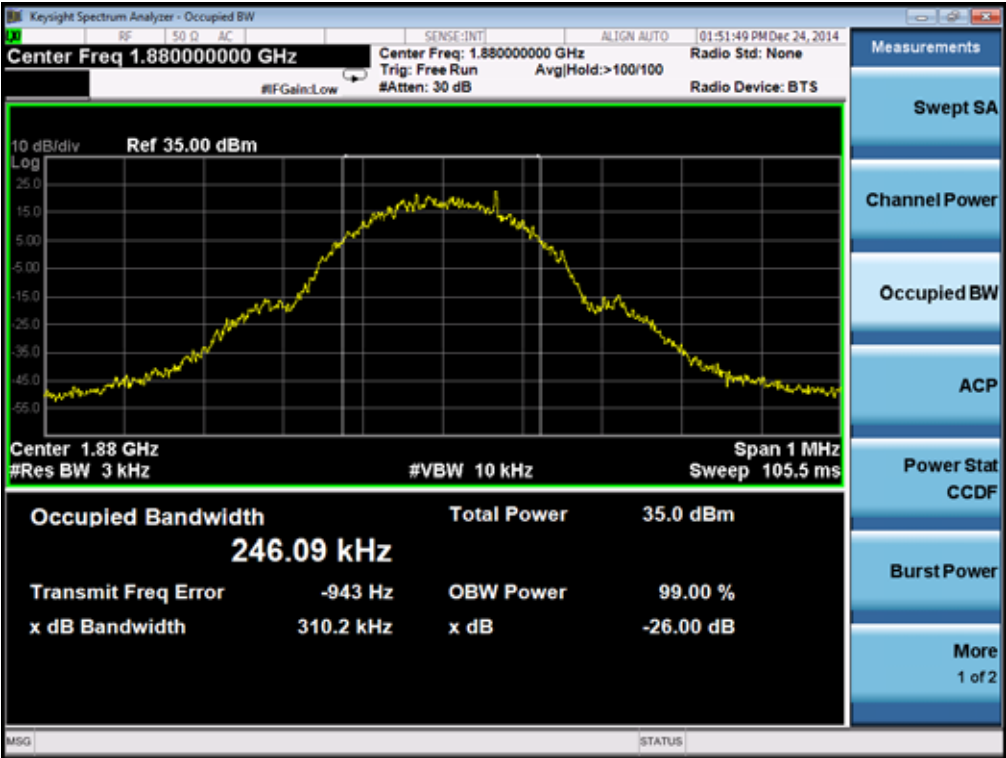 Keysight Spectrum Analyzer - Occupied BW
RF 50 Ω AC SENSE:INT ALIGN AUTO 01:51:49 PM Dec 24, 2014
Center Freq 1.880000000 GHz
Center Freq: 1.880000000 GHz
Radio Std: None
Trig: Free Run Avg|Hold:>100/100
#IFGain:Low
#Atten: 30 dB
Radio Device: BTS
Measurements
Swept SA
Channel Power
Occupied BW
ACP
Power Stat
CCDF
Burst Power
More
1 of 2
10 dB/div Ref 35.00 dBm
Log
25.0
15.0
5.00
-5.00
-15.0
-25.0
-35.0
-45.0
-55.0
Center 1.88 GHz Span 1 MHz
#Res BW 3 kHz #VBW 10 kHz Sweep 105.5 ms
Occupied Bandwidth Total Power 35.0 dBm
246.09 kHz
Transmit Freq Error -943 Hz OBW Power 99.00 %
x dB Bandwidth 310.2 kHz x dB -26.00 dB
MSG STATUS